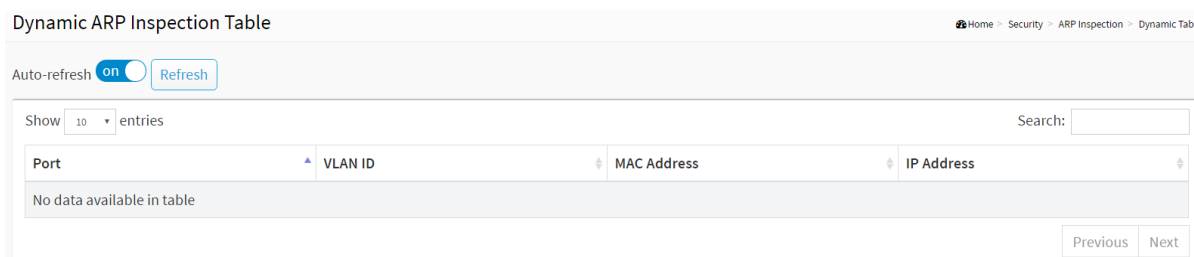 Dynamic ARP Inspection Table
Home > Security > ARP Inspection > Dynamic Tab
Auto-refresh on Refresh
Show 10 entries Search:
Port VLAN ID MAC Address IP Address
No data available in table
Previous Next